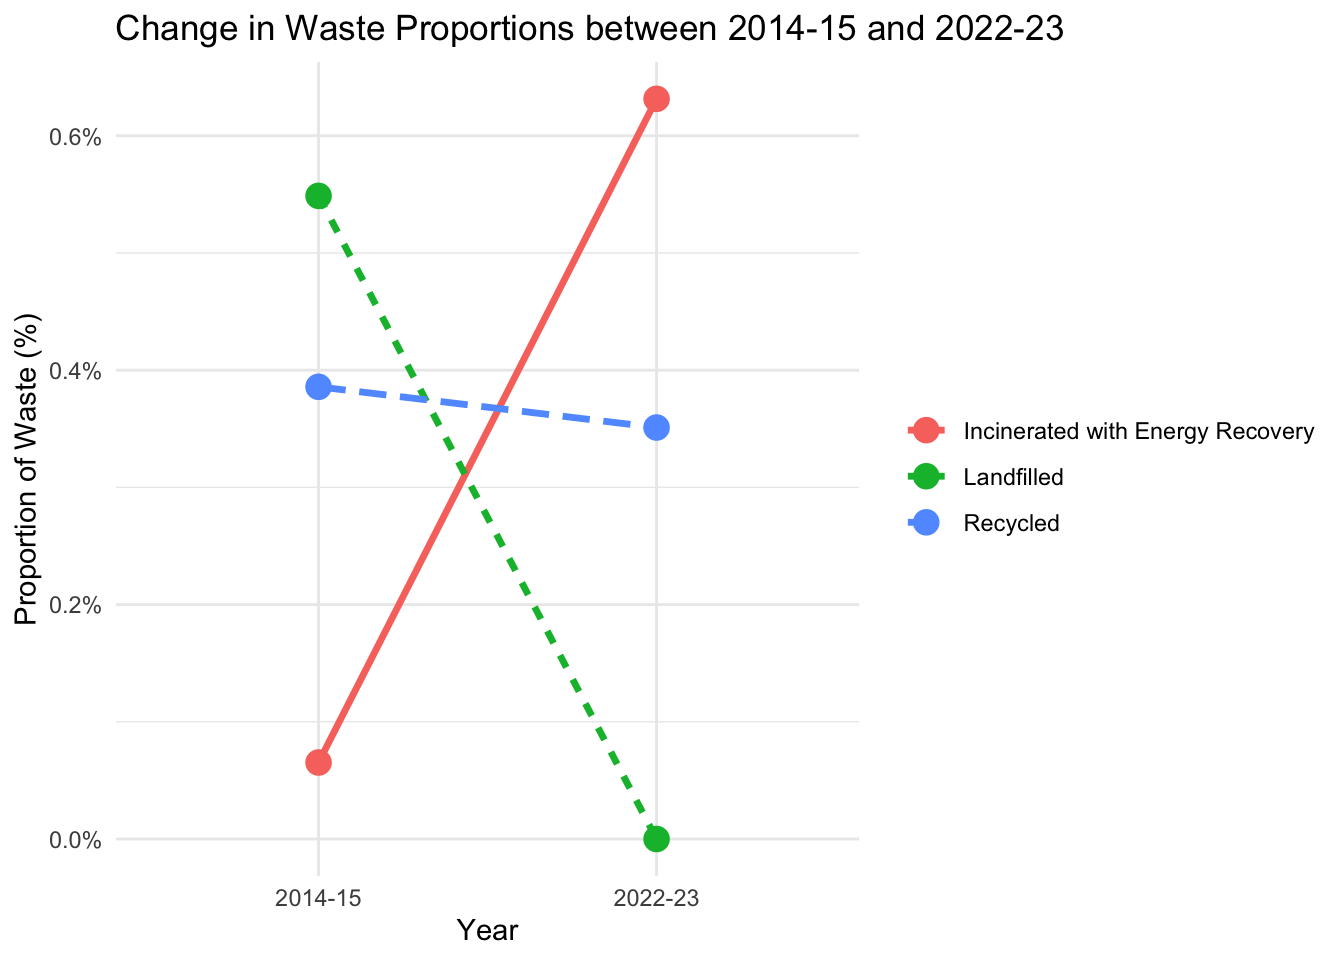 Change in Waste Proportions between 2014-15 and 2022-23
0.6%
0.4%
0.2%
0.0%
Proportion of Waste (%)
2014-15 2022-23
Year
Incinerated with Energy Recovery
Landfilled
Recycled